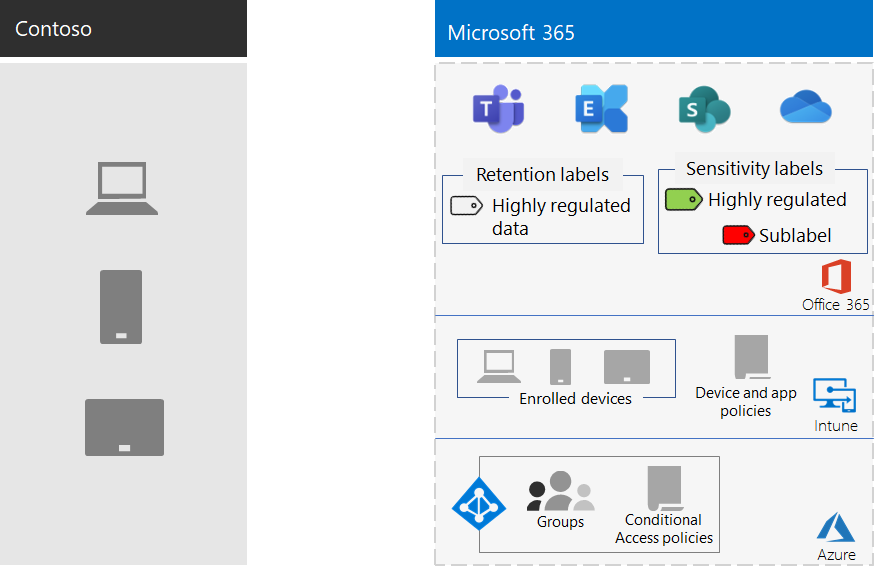 Contoso
Microsoft 365
T
E
S
Retention labels
Highly regulated
data
Sensitivity labels
Highly regulated
Sublabel
Office 365
Enrolled devices
Device and app
policies
Intune
Groups
Conditional
Access policies
Azure